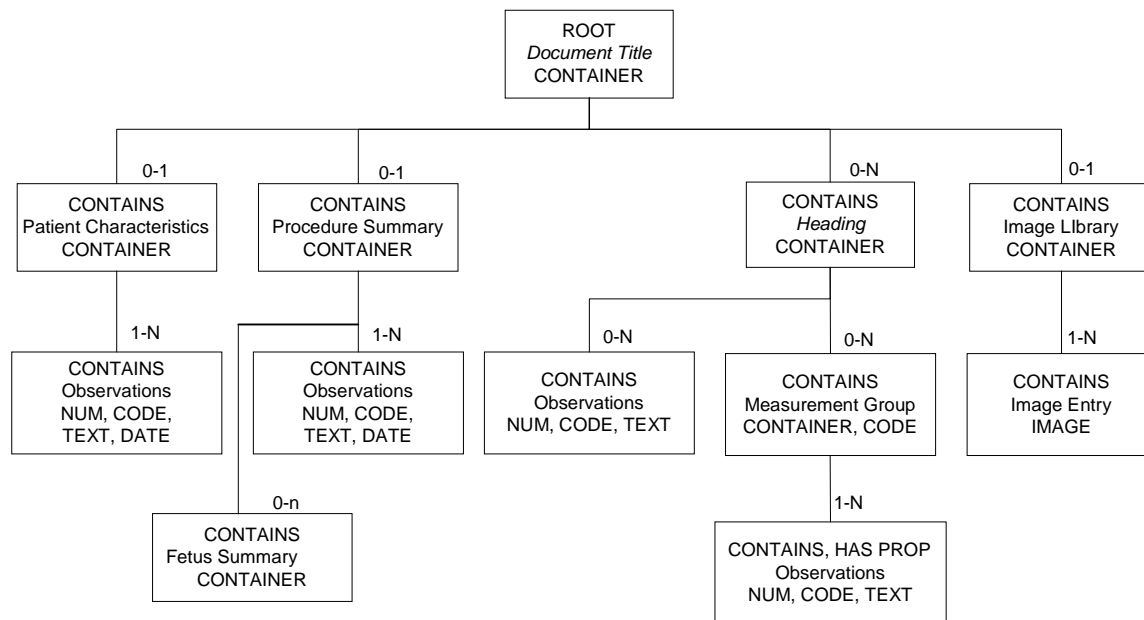 ROOT
Document Title
CONTAINER
0-1
0-1
0-N
0-1
CONTAINS
Patient Characteristics
CONTAINER
CONTAINS
Procedure Summary
CONTAINER
CONTAINS
Heading
CONTAINER
CONTAINS
Image LIbrary
CONTAINER
1-N
1-N
0-N
0-N
1-N
CONTAINS
Observations
NUM, CODE,
TEXT, DATE
CONTAINS
Observations
NUM, CODE,
TEXT, DATE
CONTAINS
Observations
NUM, CODE, TEXT
CONTAINS
Measurement Group
CONTAINER, CODE
CONTAINS
Image Entry
IMAGE
0-n
1-N
CONTAINS
Fetus Summary
CONTAINER
CONTAINS, HAS PROP
Observations
NUM, CODE, TEXT